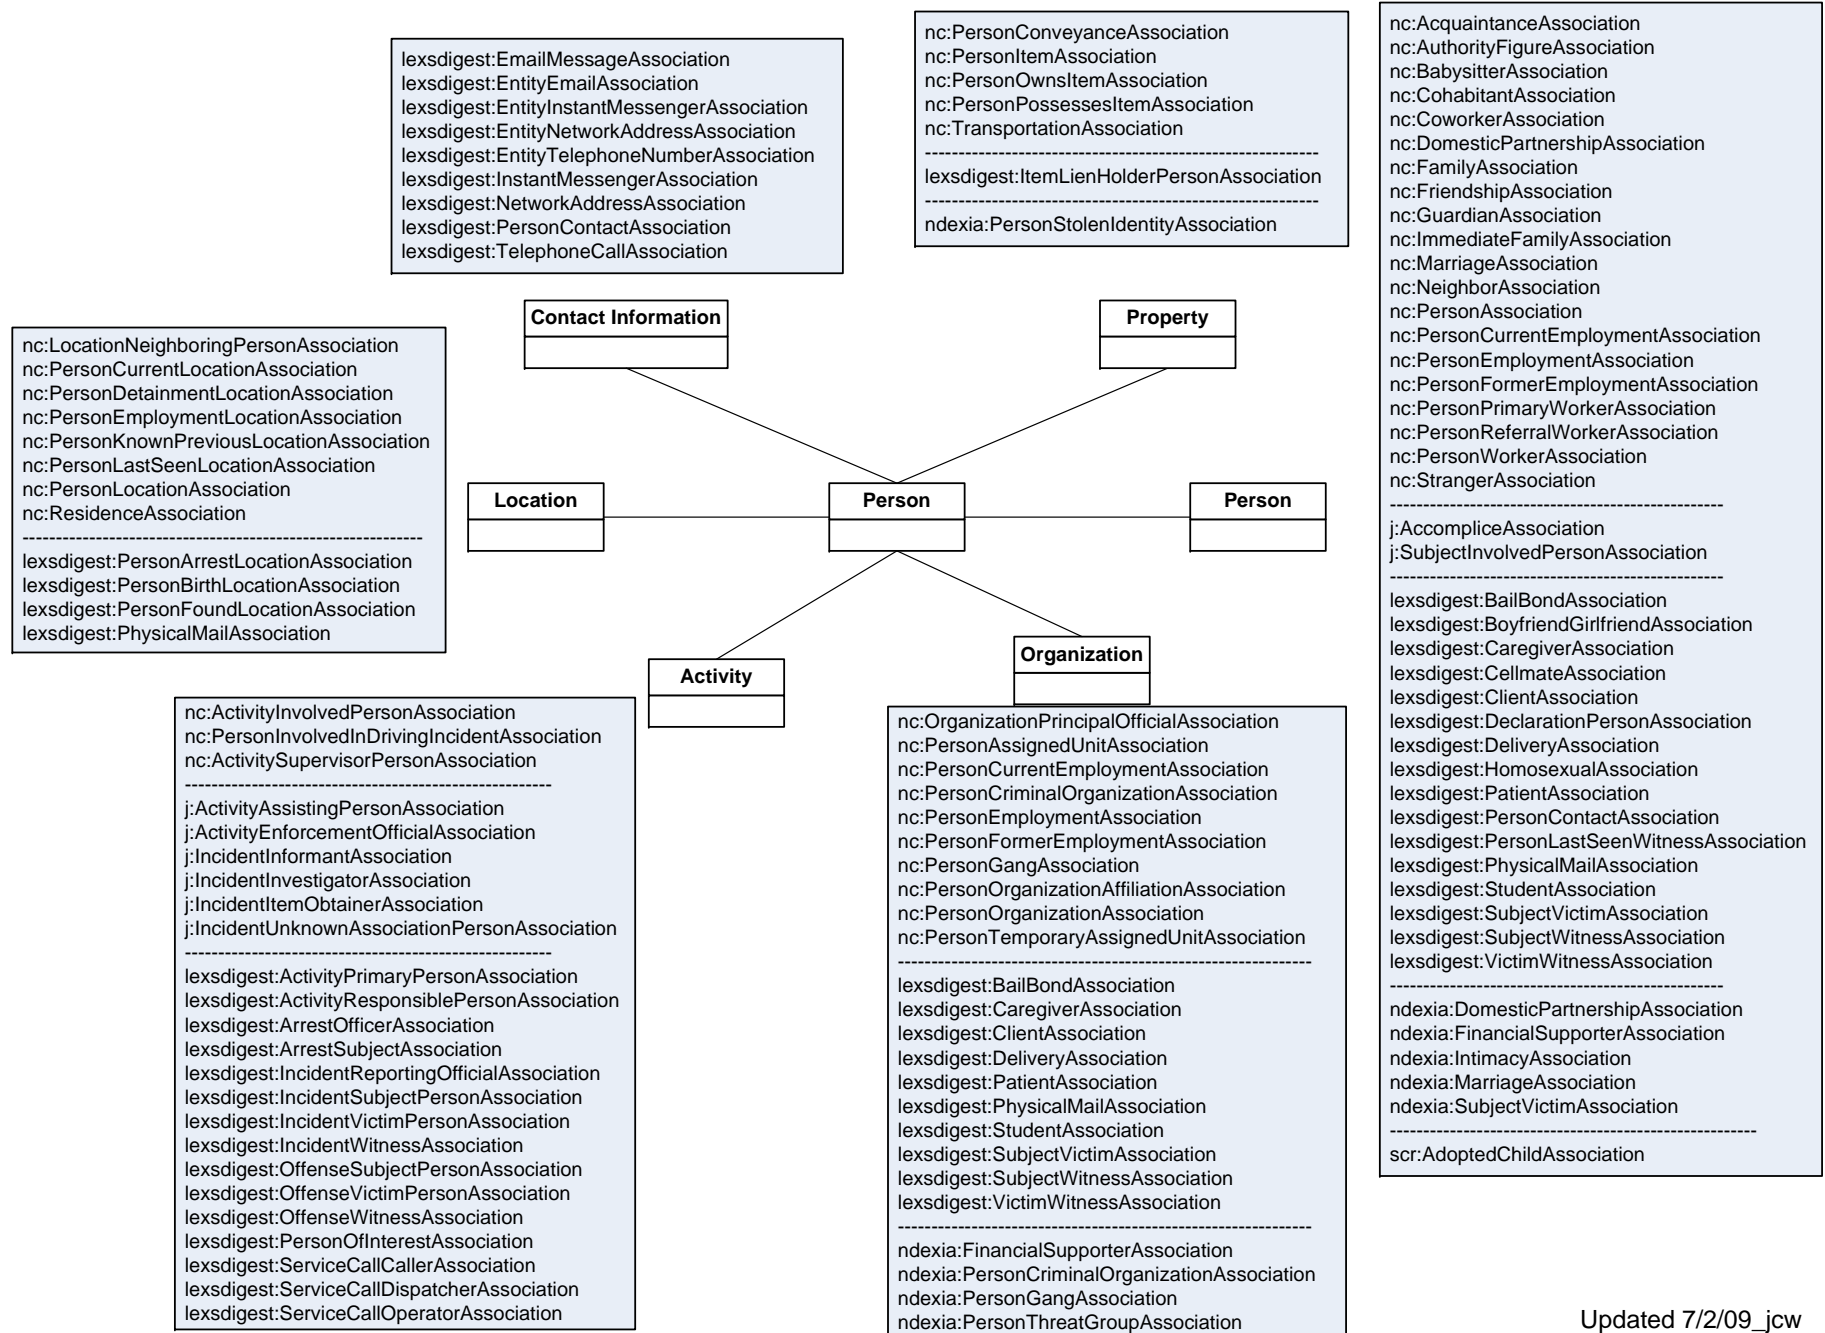 lexsdigest:EmailMessageAssociation
lexsdigest:EntityEmailAssociation
lexsdigest:EntityInstantMessengerAssociation
lexsdigest:EntityNetworkAddressAssociation
lexsdigest:EntityTelephoneNumberAssociation
lexsdigest:InstantMessengerAssociation
lexsdigest:NetworkAddressAssociation
lexsdigest:PersonContactAssociation
lexsdigest:TelephoneCallAssociation
nc:PersonConveyanceAssociation
nc:PersonItemAssociation
nc:PersonOwnsItemAssociation
nc:PersonPossessesItemAssociation
nc:TransportationAssociation
-----------------------------------------------------------
lexsdigest:ItemLienHolderPersonAssociation
-----------------------------------------------------------
ndexia:PersonStolenIdentityAssociation
nc:AcquaintanceAssociation
nc:AuthorityFigureAssociation
nc:BabysitterAssociation
nc:CohabitantAssociation
nc:CoworkerAssociation
nc:DomesticPartnershipAssociation
nc:FamilyAssociation
nc:FriendshipAssociation
nc:GuardianAssociation
nc:ImmediateFamilyAssociation
nc:MarriageAssociation
nc:NeighborAssociation
nc:PersonAssociation
nc:PersonCurrentEmploymentAssociation
nc:PersonEmploymentAssociation
nc:PersonFormerEmploymentAssociation
nc:PersonPrimaryWorkerAssociation
nc:PersonReferralWorkerAssociation
nc:PersonWorkerAssociation
nc:StrangerAssociation
--------------------------------------------------
j:AccompliceAssociation
j:SubjectInvolvedPersonAssociation
--------------------------------------------------
lexsdigest:BailBondAssociation
lexsdigest:BoyfriendGirlfriendAssociation
lexsdigest:CaregiverAssociation
lexsdigest:CellmateAssociation
lexsdigest:ClientAssociation
lexsdigest:DeclarationPersonAssociation
lexsdigest:DeliveryAssociation
lexsdigest:HomosexualAssociation
lexsdigest:PatientAssociation
lexsdigest:PersonContactAssociation
lexsdigest:PersonLastSeenWitnessAssociation
lexsdigest:PhysicalMailAssociation
lexsdigest:StudentAssociation
lexsdigest:SubjectVictimAssociation
lexsdigest:SubjectWitnessAssociation
lexsdigest:VictimWitnessAssociation
--------------------------------------------------
ndexia:DomesticPartnershipAssociation
ndexia:FinancialSupporterAssociation
ndexia:IntimacyAssociation
ndexia:MarriageAssociation
ndexia:SubjectVictimAssociation
-------------------------------------------------------
scr:AdoptedChildAssociation
Contact Information
Property
nc:LocationNeighboringPersonAssociation
nc:PersonCurrentLocationAssociation
nc:PersonDetainmentLocationAssociation
nc:PersonEmploymentLocationAssociation
nc:PersonKnownPreviousLocationAssociation
nc:PersonLastSeenLocationAssociation
nc:PersonLocationAssociation
nc:ResidenceAssociation
------------------------------------------------------------
lexsdigest:PersonArrestLocationAssociation
lexsdigest:PersonBirthLocationAssociation
lexsdigest:PersonFoundLocationAssociation
lexsdigest:PhysicalMailAssociation
Location
Person
Person
Activity
Organization
nc:ActivityInvolvedPersonAssociation
nc:PersonInvolvedInDrivingIncidentAssociation
nc:ActivitySupervisorPersonAssociation
-------------------------------------------------------
j:ActivityAssistingPersonAssociation
j:ActivityEnforcementOfficialAssociation
j:IncidentInformantAssociation
j:IncidentInvestigatorAssociation
j:IncidentItemObtainerAssociation
j:IncidentUnknownAssociationPersonAssociation
-------------------------------------------------------
lexsdigest:ActivityPrimaryPersonAssociation
lexsdigest:ActivityResponsiblePersonAssociation
lexsdigest:ArrestOfficerAssociation
lexsdigest:ArrestSubjectAssociation
lexsdigest:IncidentReportingOfficialAssociation
lexsdigest:IncidentSubjectPersonAssociation
lexsdigest:IncidentVictimPersonAssociation
lexsdigest:IncidentWitnessAssociation
lexsdigest:OffenseSubjectPersonAssociation
lexsdigest:OffenseVictimPersonAssociation
lexsdigest:OffenseWitnessAssociation
lexsdigest:PersonOfInterestAssociation
lexsdigest:ServiceCallCallerAssociation
lexsdigest:ServiceCallDispatcherAssociation
lexsdigest:ServiceCallOperatorAssociation
nc:OrganizationPrincipalOfficialAssociation
nc:PersonAssignedUnitAssociation
nc:PersonCurrentEmploymentAssociation
nc:PersonCriminalOrganizationAssociation
nc:PersonEmploymentAssociation
nc:PersonFormerEmploymentAssociation
nc:PersonGangAssociation
nc:PersonOrganizationAffiliationAssociation
nc:PersonOrganizationAssociation
nc:PersonTemporaryAssignedUnitAssociation
--------------------------------------------------------------
lexsdigest:BailBondAssociation
lexsdigest:CaregiverAssociation
lexsdigest:ClientAssociation
lexsdigest:DeliveryAssociation
lexsdigest:PatientAssociation
lexsdigest:PhysicalMailAssociation
lexsdigest:StudentAssociation
lexsdigest:SubjectVictimAssociation
lexsdigest:SubjectWitnessAssociation
lexsdigest:VictimWitnessAssociation
--------------------------------------------------------------
ndexia:FinancialSupporterAssociation
ndexia:PersonCriminalOrganizationAssociation
ndexia:PersonGangAssociation
ndexia:PersonThreatGroupAssociation
Updated 7/2/09_jcw